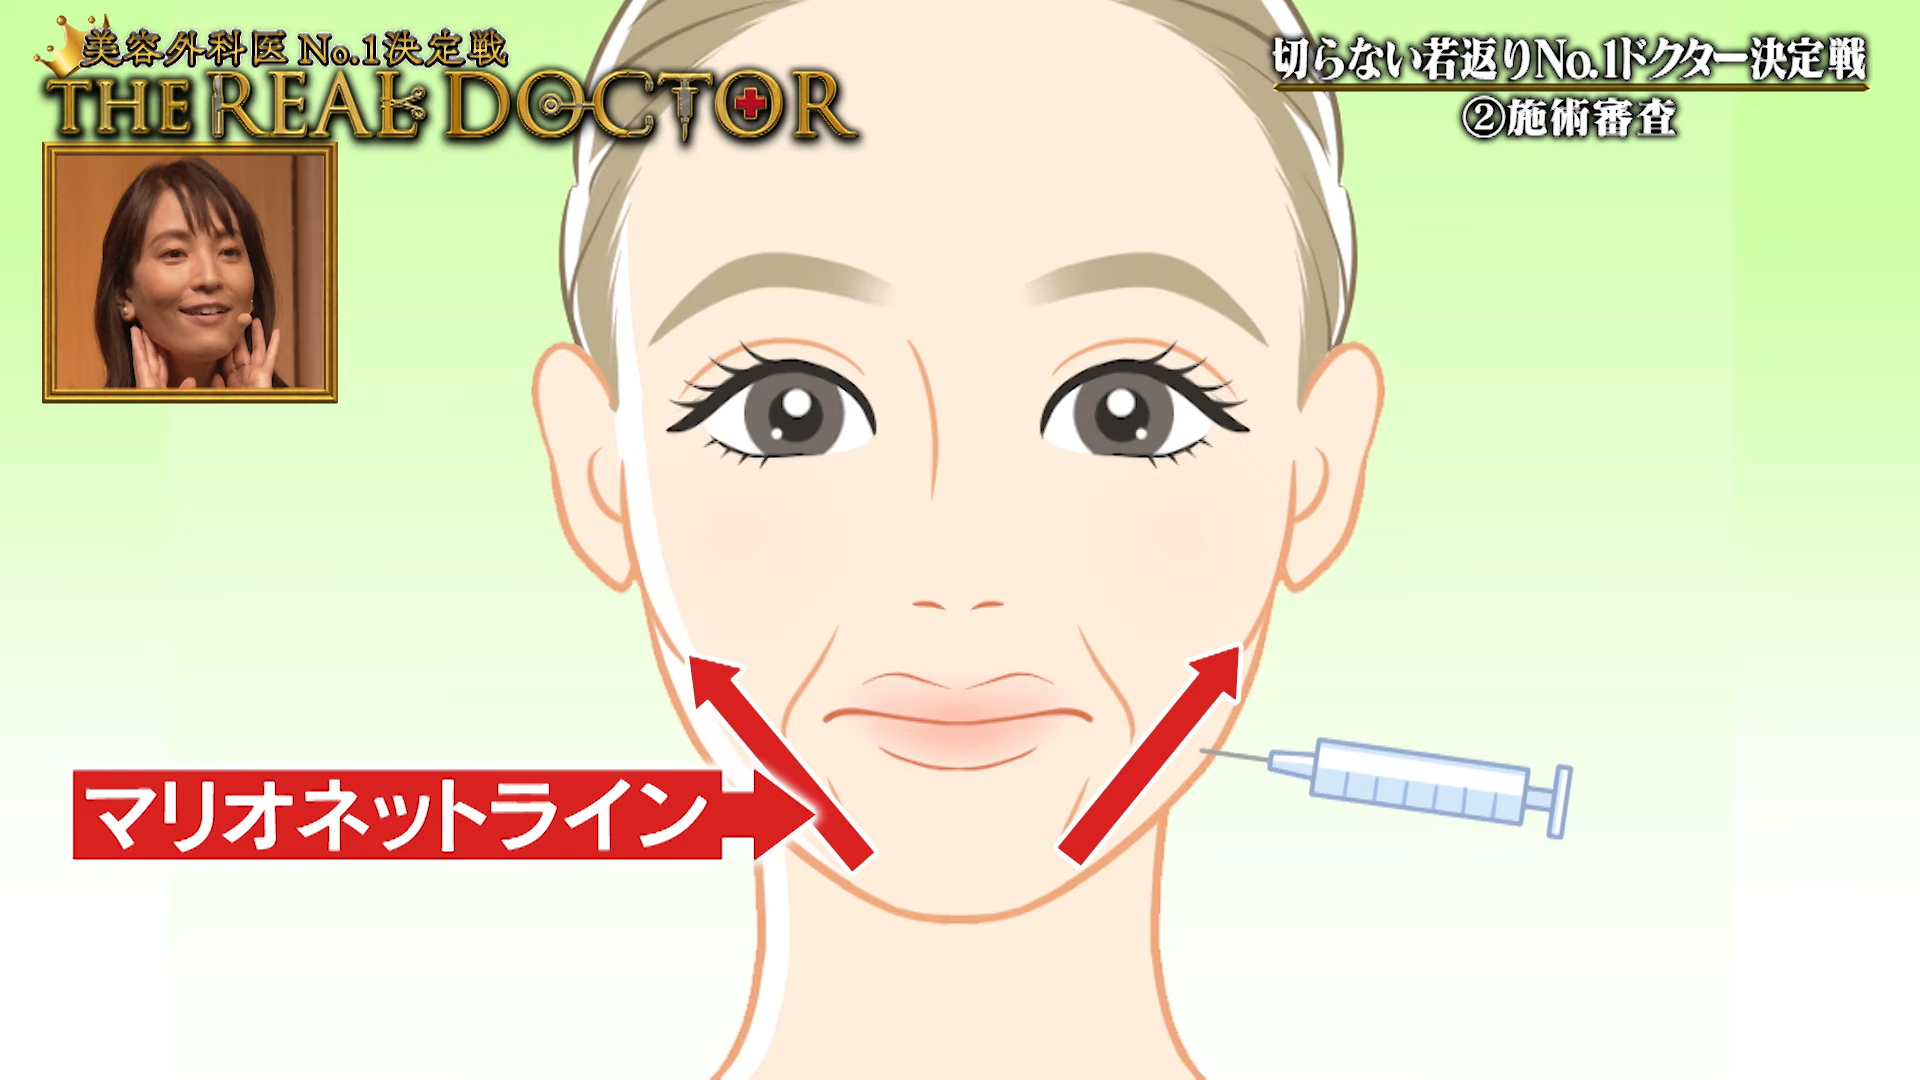 美容外科医No.1決定戦
THE REAL DOCTOR
切らない若返りNo.1ドクター決定戦
②施術審査
マリオネットライン